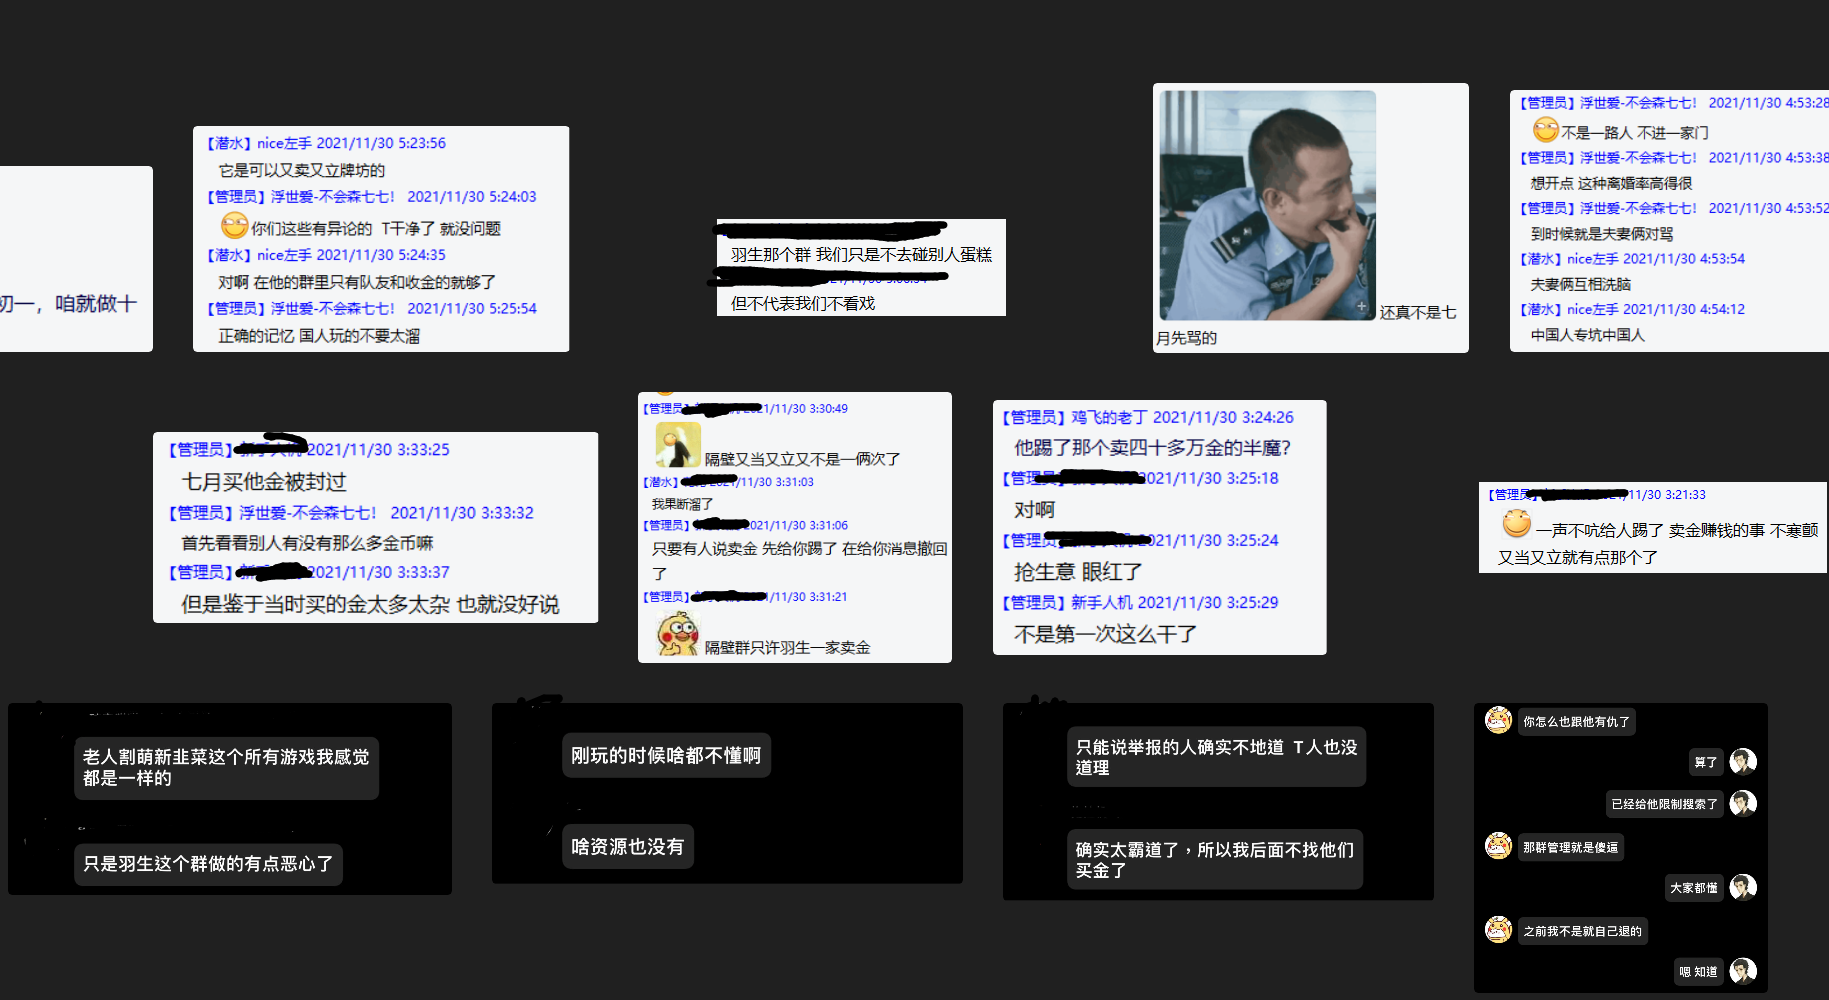 初一，咱就做十
【潜水】nice左手 2021/11/30 5:23:56
它是可以又卖又立牌坊的
【管理员】浮世爱-不会森七七！ 2021/11/30 5:24:03
你们这些有异论的 T干净了 就没问题
【潜水】nice左手 2021/11/30 5:24:35
对啊 在他的群里只有队友和收金的就够了
【管理员】浮世爱-不会森七七！ 2021/11/30 5:25:54
正确的记忆 国人玩的不要太溜
羽生那个群 我们只是不去碰别人蛋糕
但不代表我们不看戏
还真不是七
月先骂的
【管理员】浮世爱-不会森七七！ 2021/11/30 4:53:28
不是一路人 不进一家门
【管理员】浮世爱-不会森七七！ 2021/11/30 4:53:38
想开点 这种离婚率高得很
【管理员】浮世爱-不会森七七！ 2021/11/30 4:53:52
到时候就是夫妻俩对骂
【潜水】nice左手 2021/11/30 4:53:54
夫妻俩互相洗脑
【潜水】nice左手 2021/11/30 4:54:12
中国人专坑中国人
【管理员】 2021/11/30 3:33:25
七月买他金被封过
【管理员】浮世爱-不会森七七！ 2021/11/30 3:33:32
首先看看别人有没有那么多金币嘛
【管理员】 2021/11/30 3:33:37
但是鉴于当时买的金太多太杂 也就没好说
【管理员】 2021/11/30 3:30:49
隔壁又当又立又不是一俩次了
【潜水】 2021/11/30 3:31:03
我果断溜了
【管理员】 2021/11/30 3:31:06
只要有人说卖金 先给你踢了 在给你消息撤回
了
【管理员】 2021/11/30 3:31:21
隔壁群只许羽生一家卖金
【管理员】鸡飞的老丁 2021/11/30 3:24:26
他踢了那个卖四十多万金的半魔？
【管理员】 2021/11/30 3:25:18
对啊
【管理员】 2021/11/30 3:25:24
抢生意 眼红了
【管理员】新手人机 2021/11/30 3:25:29
不是第一次这么干了
【管理员】 /11/30 3:21:33
一声不吭给人踢了 卖金赚钱的事 不寒颤
又当又立就有点那个了
老人割萌新韭菜这个所有游戏我感觉
都是一样的
只是羽生这个群做的有点恶心了
刚玩的时候啥都不懂啊
啥资源也没有
只能说举报的人确实不地道 T人也没
道理
确实太霸道了，所以我后面不找他们
买金了
你怎么也跟他有仇了
算了
已经给他限制搜索了
那群管理就是傻逼
大家都懂
之前我不是就自己退的
嗯 知道